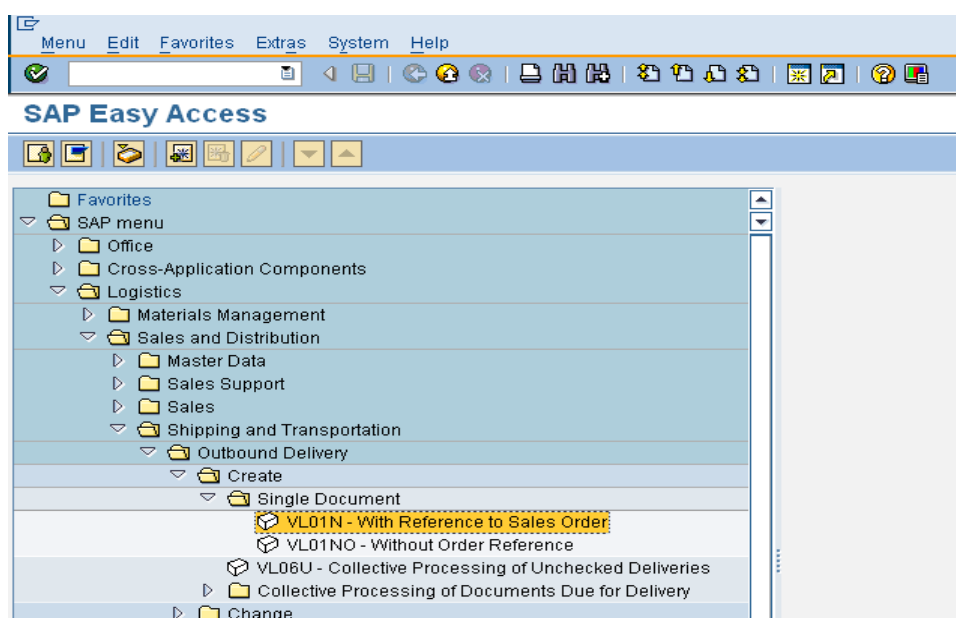 Menu Edit Favorites Extras System Help
SAP Easy Access
Favorites
SAP menu
Office
Cross-Application Components
Logistics
Materials Management
Sales and Distribution
Master Data
Sales Support
Sales
Shipping and Transportation
Outbound Delivery
Create
Single Document
VL01N - With Reference to Sales Order
VL01NO - Without Order Reference
VL06U - Collective Processing of Unchecked Deliveries
Collective Processing of Documents Due for Delivery
Change